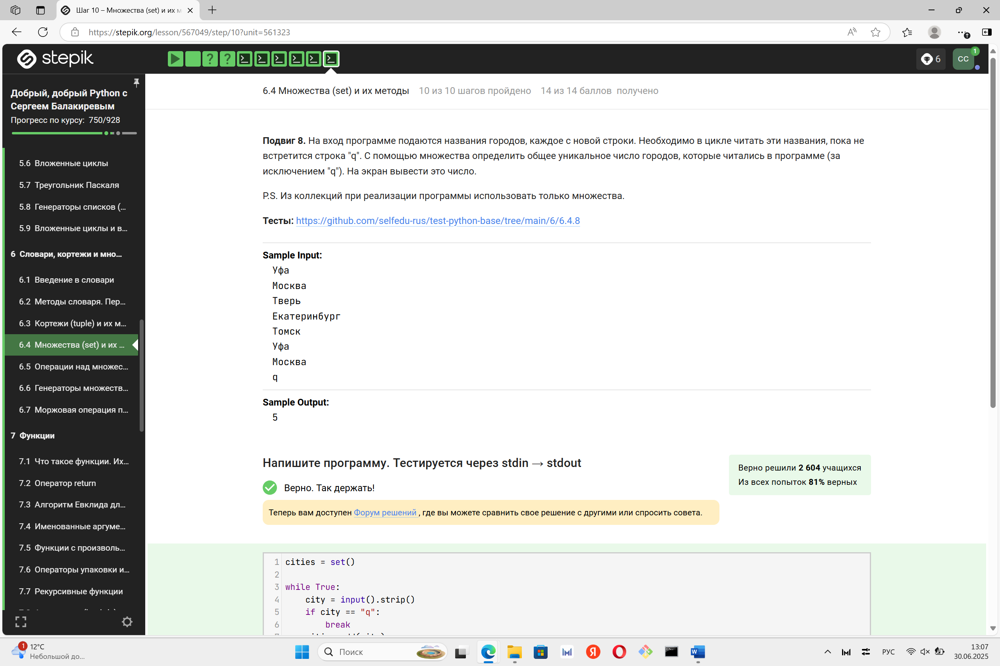 Шаг 10 – Множества (set) и их м
https://stepik.org/lesson/567049/step/10?unit=561323
stepik
6
CC
1
Добрый, добрый Python с
Сергеем Балакиревым
Прогресс по курсу: 750/928
5.6 Вложенные циклы
5.7 Треугольник Паскаля
5.8 Генераторы списков (...
5.9 Вложенные циклы и в...
6 Словари, кортежи и мно...
6.1 Введение в словари
6.2 Методы словаря. Пер...
6.3 Кортежи (tuple) и их м...
6.4 Множества (set) и их ...
6.5 Операции над множес...
6.6 Генераторы множеств...
6.7 Моржовая операция п...
7 Функции
7.1 Что такое функции. Их...
7.2 Оператор return
7.3 Алгоритм Евклида дл...
7.4 Именованные аргуме...
7.5 Функции с произволь...
7.6 Операторы упаковки и...
7.7 Рекурсивные функции
6.4 Множества (set) и их методы 10 из 10 шагов пройдено 14 из 14 баллов получено
Подвиг 8. На вход программе подаются названия городов, каждое с новой строки. Необходимо в цикле читать эти названия, пока не
встретится строка "q". С помощью множества определить общее уникальное число городов, которые читались в программе (за
исключением "q"). На экран вывести это число.
P.S. Из коллекций при реализации программы использовать только множества.
Тесты: https://github.com/selfedu-rus/test-python-base/tree/main/6/6.4.8
Sample Input:
Уфа
Москва
Тверь
Екатеринбург
Томск
Уфа
Москва
q
Sample Output:
5
Напишите программу. Тестируется через stdin → stdout
Верно решили 2 604 учащихся
Из всех попыток 81% верных
Верно. Так держать!
Теперь вам доступен Форум решений , где вы можете сравнить свое решение с другими или спросить совета.
1 cities = set()
2
3 while True:
4 city = input().strip()
5 if city == "q":
6 break
1
12°C
Небольшой до...
Поиск
РУС
13:07
30.06.2025